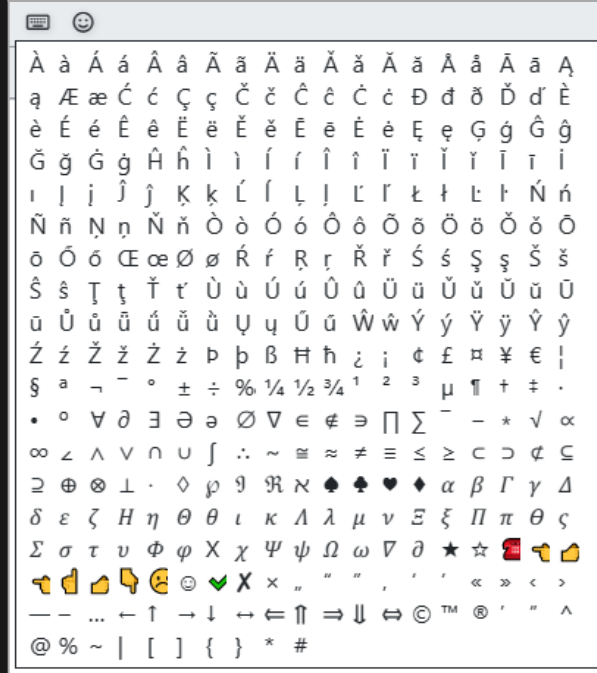 À à Á á Â â Ã ã Ä ä Ǎ ǎ Ă ă Å å Ā ā Ą
ą Æ æ Ć ć Ç ç Č č Ĉ ĉ Ċ ċ Đ đ ð Ď ď È
è É é Ê ê Ë ë Ě ě Ē ē Ė ė Ę ę Ģ ģ Ĝ ĝ
Ğ ğ Ġ ġ Ĥ ĥ Ì ì Í í Î î Ï ï Ǐ ǐ Ī ī İ
ı Į į Ĵ ĵ Ķ ķ Ĺ ĺ Ļ ļ Ľ ľ Ł ł Ŀ ŀ Ń ń
Ñ ñ Ņ ņ Ň ň Ò ò Ó ó Ô ô Õ õ Ö ö Ǒ ǒ Ō
ō Ő ő Œ œ Ø ø Ŕ ŕ Ŗ ŗ Ř ř Ś ś Ş ş Š š
Ŝ ŝ Ţ ţ Ť ť Ù ù Ú ú Û û Ü ü Ǔ ǔ Ŭ ŭ Ū
ū Ů ů ǖ ǘ ǚ ǜ Ų ų Ű ű Ŵ ŵ Ý ý Ÿ ÿ Ŷ ŷ
Ź ź Ž ž Ż ż Þ þ ß Ħ ħ ¿ ¡ ¢ £ ¤ ¥ € ¦
§ ª ¬ ¯ ° ± ÷ ‰ ¼ ½ ¾ ¹ ² ³ µ ¶ † ‡ ·
• º ∀ ∂ ∃ Ə ə ∅ ∇ ∈ ∉ ∋ ∏ ∑ ‾ − * √ ∝
∞ ∠ ∧ ∨ ∩ ∪ ∫ ∴ ∼ ≅ ≈ ≠ ≡ ≤ ≥ ⊂ ⊃ ⊄ ⊆
⊇ ⊕ ⊗ ⊥ ⋅ ◊ ℘ ℑ ℜ ℵ ♠ ♣ ♥ ♦ α β Γ γ Δ
δ ε ζ Η η Θ θ ι κ Λ λ μ ν Ξ ξ Π π Θ ς
Σ σ τ υ Φ φ Χ χ Ψ ψ Ω ω ∇ ∂ ★ ☆ ☎ ☚ 👍
☜ ☝ 👍 ☟ ☹ ☺ ✔ ✗ × „ “ ” ‚ ‘ ’ « » ‹ ›
— – … ← ↑ → ↓ ↔ ⇐ ⇑ ⇒ ⇓ ⇔ © ™ ® ′ ″ ^
@ % ~ | [ ] { } * #